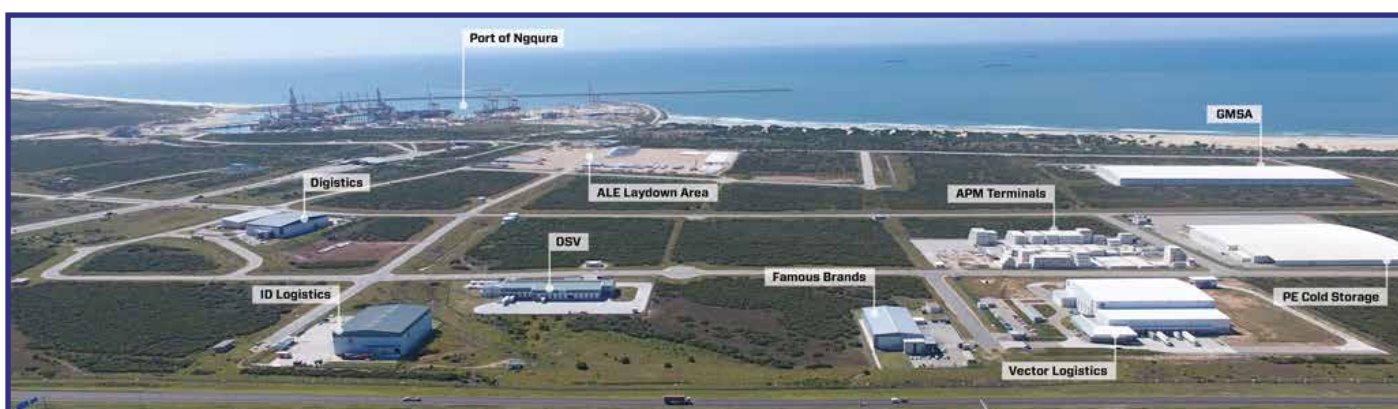 Port of Ngqura
GMSA
Digistics
ALE Laydown Area
APM Terminals
DSV
Famous Brands
ID Logistics
PE Cold Storage
Vector Logistics